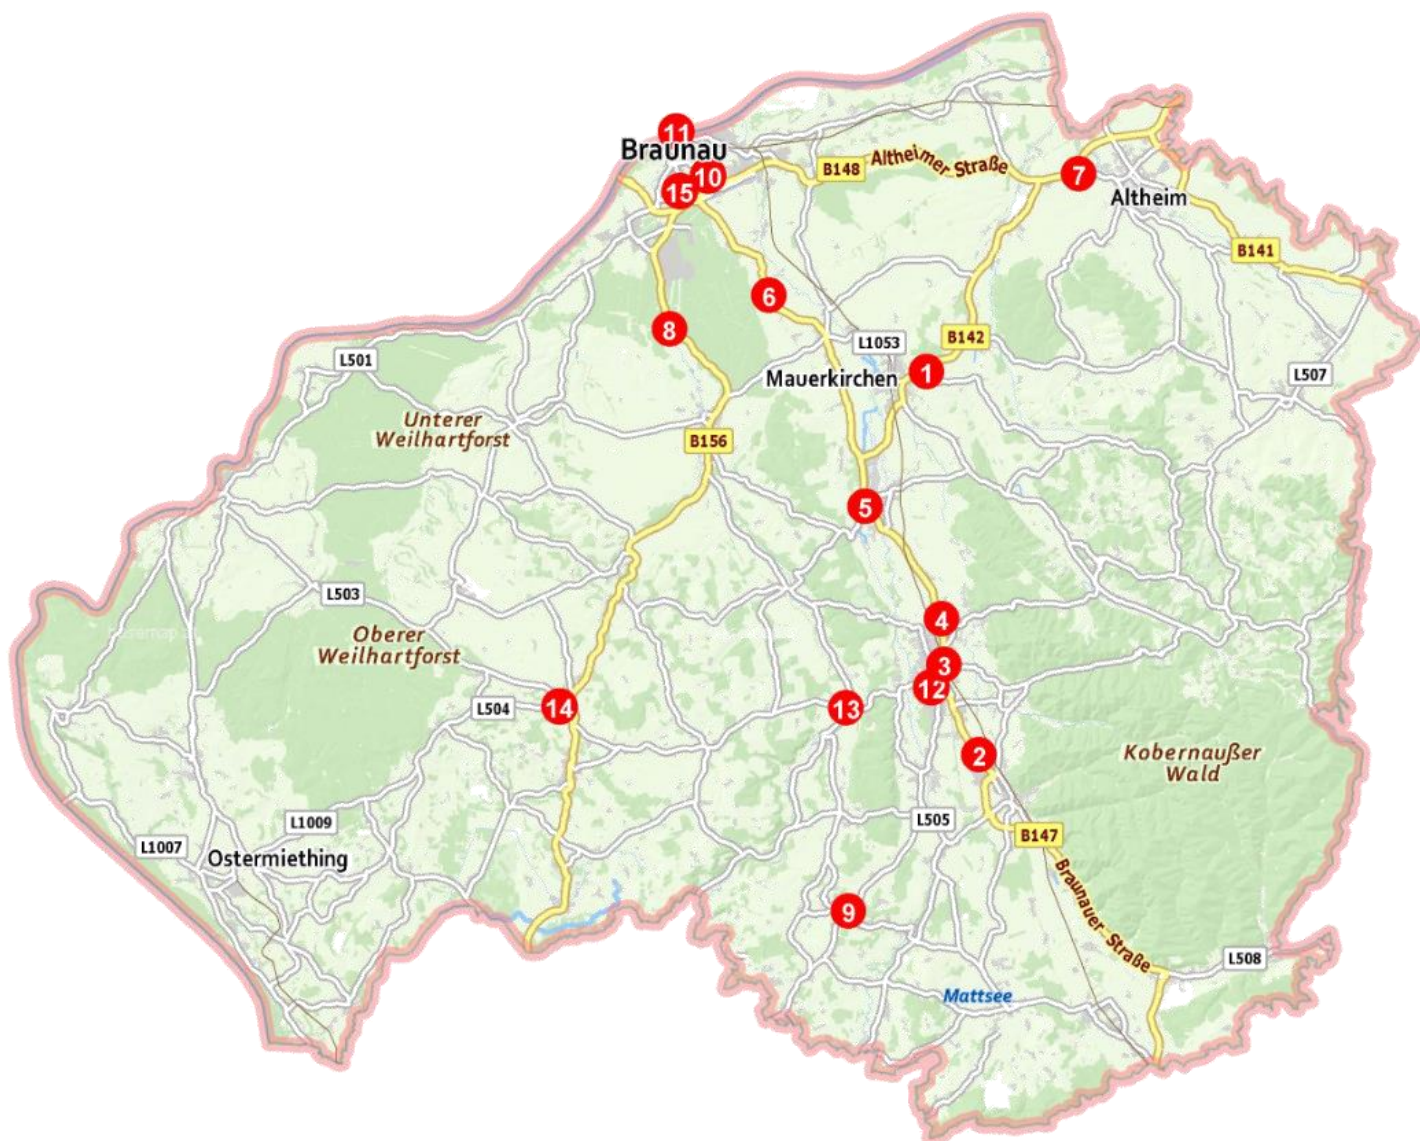 11
Braunau
10
15
B148
Altheimer Straße
7
Altheim
B141
6
8
L501
L1053
B142
1
Mauerkirchen
L507
Unterer
Weilhartforst
B156
5
L503
4
Oberer
Weilhartforst
3
12
L504
14
13
2
Kobernaußer
Wald
L1009
L505
B147
L1007
Ostermiething
Braunauer Straße
9
L508
Mattsee